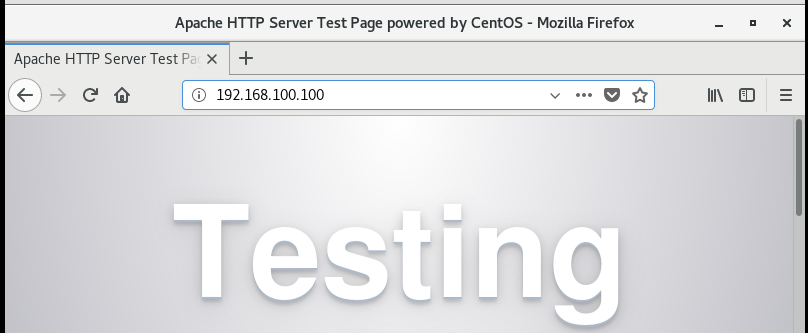 Apache HTTP Server Test Page powered by CentOS - Mozilla Firefox
Apache HTTP Server Test Pag
192.168.100.100
Testing